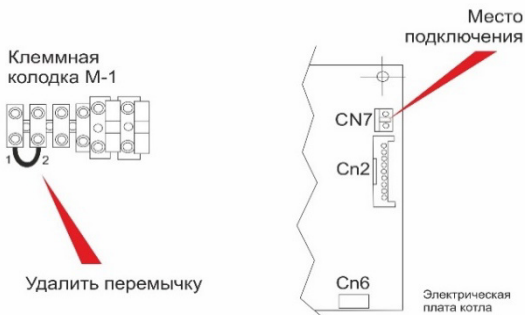 Место
подключения
Клеммная
колодка М-1
1 2
Удалить перемычку
CN7
Cn2
Cn6
Электрическая
плата котла